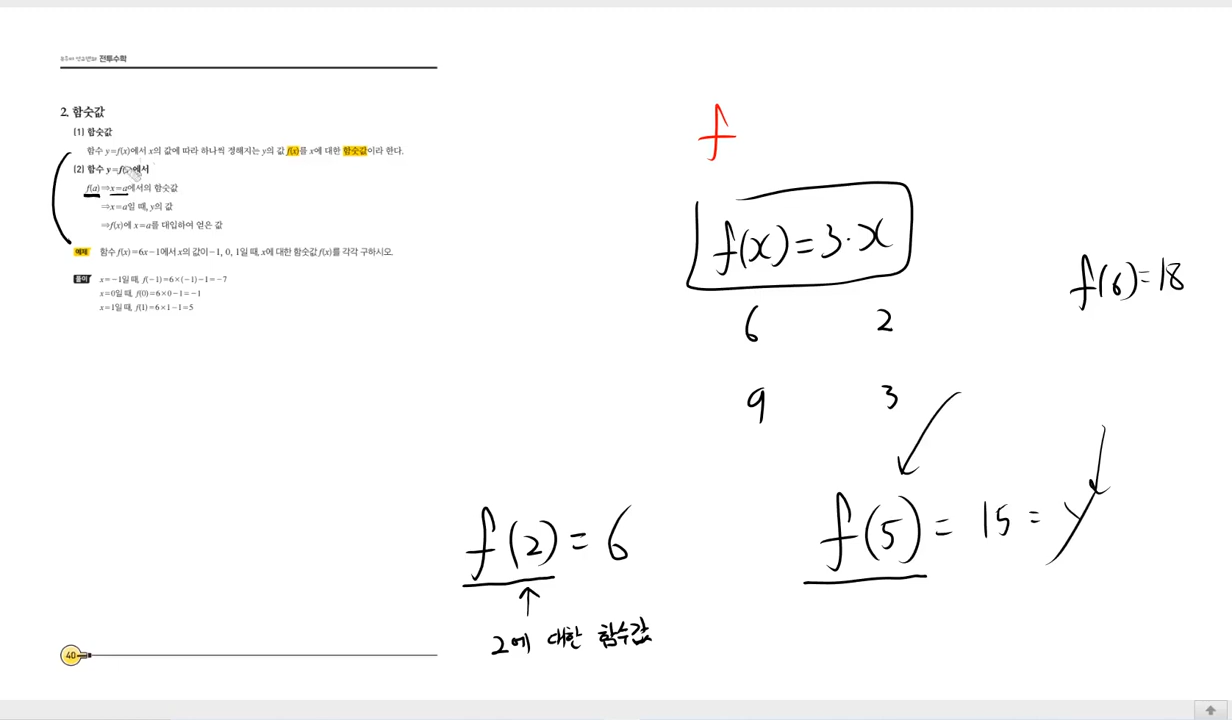 전투수학
2. 함숫값
(1) 함숫값
함수 y=f(x)에서 x의 값에 따라 하나씩 정해지는 y의 값 f(x)를 x에 대한 함숫값이라 한다.
(2) 함수 y=f(x)에서
f(a)⇒x=a에서의 함숫값
⇒x=a일 때, y의 값
⇒f(x)에 x=a를 대입하여 얻은 값
예제 함수 f(x)=6x−1에서 x의 값이 −1, 0, 1일 때, x에 대한 함숫값 f(x)를 각각 구하시오.
풀이 x=−1일 때, f(−1)=6×(−1)−1=−7
x=0일 때, f(0)=6×0−1=−1
x=1일 때, f(1)=6×1−1=5
40
f
f(x)=3·x
6 2
9 3
f(6)=18
f(5)=15=y
f(2)=6
↑
2에 대한 함수값